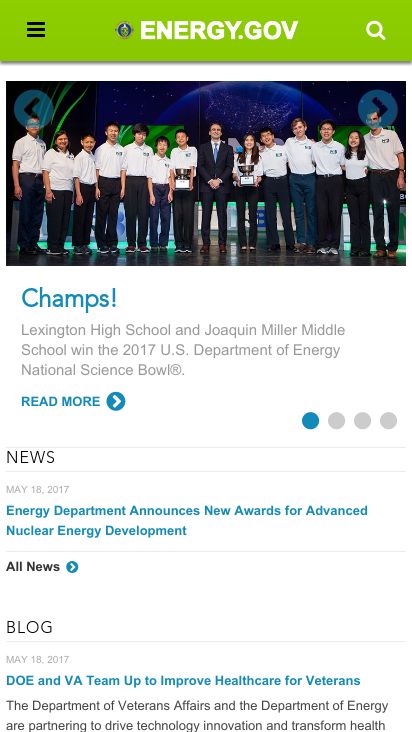 ENERGY.GOV
Champs!
Lexington High School and Joaquin Miller Middle
School win the 2017 U.S. Department of Energy
National Science Bowl®.
READ MORE
NEWS
MAY 18, 2017
Energy Department Announces New Awards for Advanced
Nuclear Energy Development
All News
BLOG
MAY 18, 2017
DOE and VA Team Up to Improve Healthcare for Veterans
The Department of Veterans Affairs and the Department of Energy
are partnering to drive technology innovation and transform health